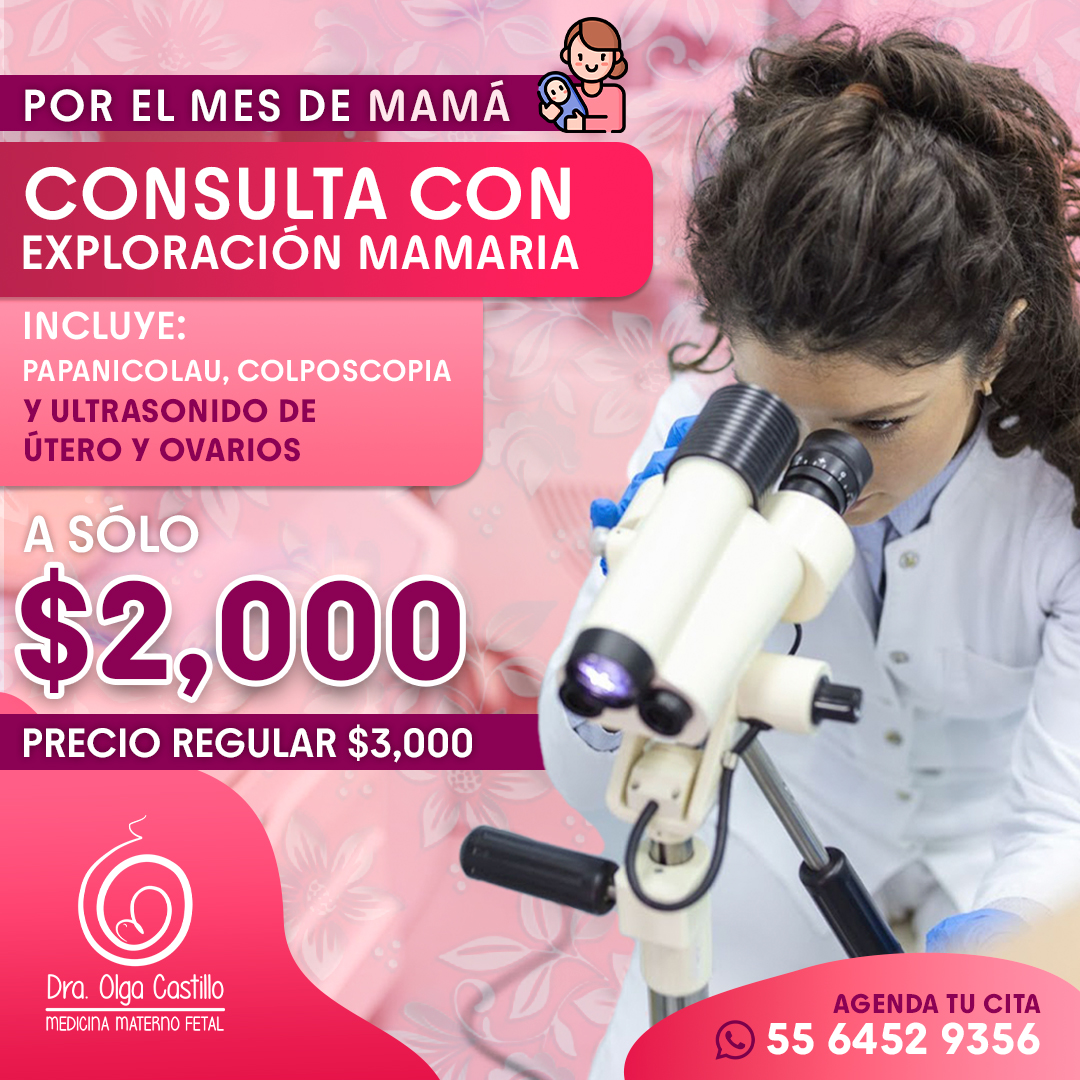 POR EL MES DE MAMÁ
CONSULTA CON
EXPLORACIÓN MAMARIA
INCLUYE:
PAPANICOLAU, COLPOSCOPIA
Y ULTRASONIDO DE
ÚTERO Y OVARIOS
A SÓLO
$2,000
PRECIO REGULAR $3,000
Dra. Olga Castillo
MEDICINA MATERNO FETAL
AGENDA TU CITA
55 6452 9356